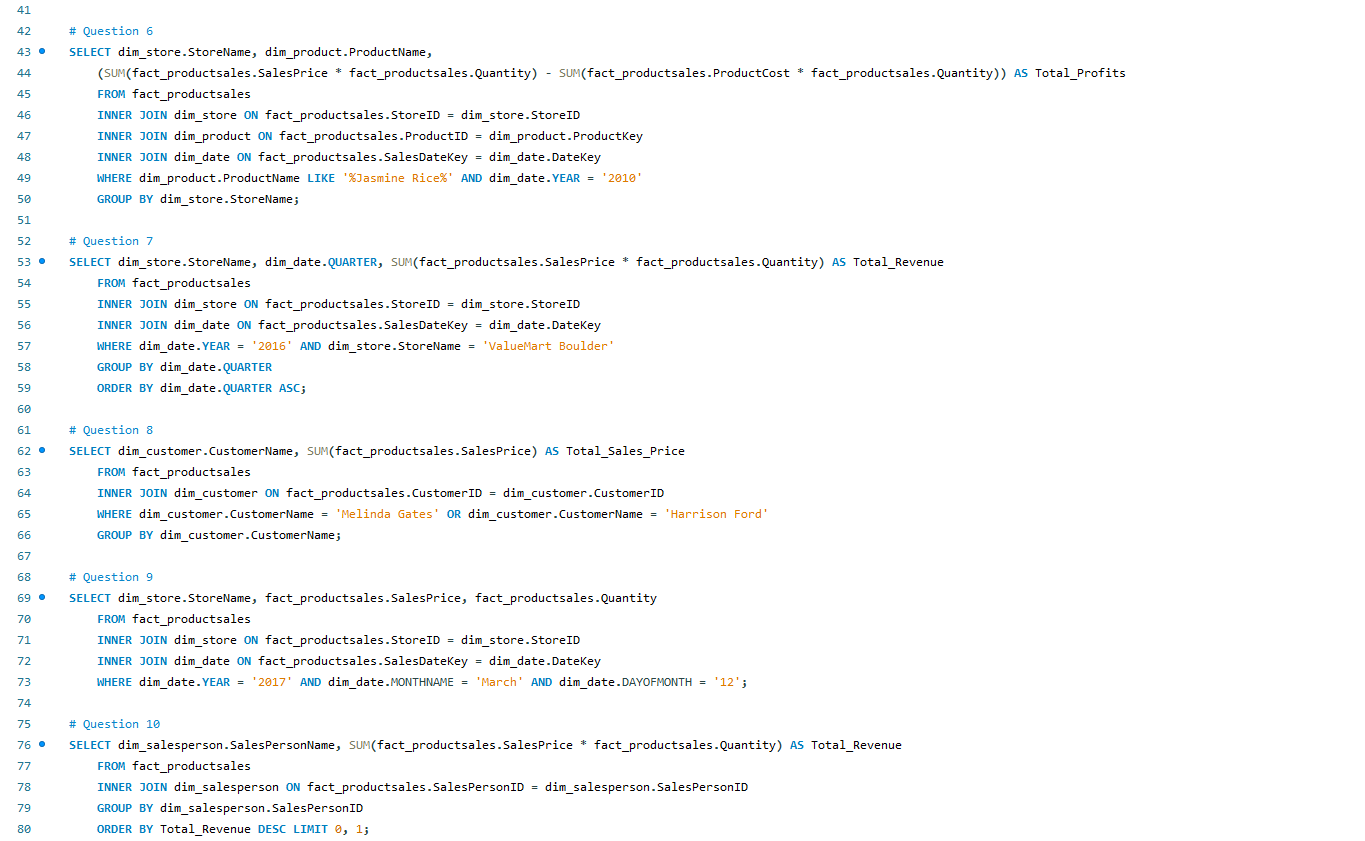 41
42 # Question 6
43 SELECT dim_store.StoreName, dim_product.ProductName,
44 (SUM(fact_productsales.SalesPrice * fact_productsales.Quantity) - SUM(fact_productsales.ProductCost * fact_productsales.Quantity)) AS Total_Profits
45 FROM fact_productsales
46 INNER JOIN dim_store ON fact_productsales.StoreID = dim_store.StoreID
47 INNER JOIN dim_product ON fact_productsales.ProductID = dim_product.ProductKey
48 INNER JOIN dim_date ON fact_productsales.SalesDateKey = dim_date.DateKey
49 WHERE dim_product.ProductName LIKE '%Jasmine Rice%' AND dim_date.YEAR = '2010'
50 GROUP BY dim_store.StoreName;
51
52 # Question 7
53 SELECT dim_store.StoreName, dim_date.QUARTER, SUM(fact_productsales.SalesPrice * fact_productsales.Quantity) AS Total_Revenue
54 FROM fact_productsales
55 INNER JOIN dim_store ON fact_productsales.StoreID = dim_store.StoreID
56 INNER JOIN dim_date ON fact_productsales.SalesDateKey = dim_date.DateKey
57 WHERE dim_date.YEAR = '2016' AND dim_store.StoreName = 'ValueMart Boulder'
58 GROUP BY dim_date.QUARTER
59 ORDER BY dim_date.QUARTER ASC;
60
61 # Question 8
62 SELECT dim_customer.CustomerName, SUM(fact_productsales.SalesPrice) AS Total_Sales_Price
63 FROM fact_productsales
64 INNER JOIN dim_customer ON fact_productsales.CustomerID = dim_customer.CustomerID
65 WHERE dim_customer.CustomerName = 'Melinda Gates' OR dim_customer.CustomerName = 'Harrison Ford'
66 GROUP BY dim_customer.CustomerName;
67
68 # Question 9
69 SELECT dim_store.StoreName, fact_productsales.SalesPrice, fact_productsales.Quantity
70 FROM fact_productsales
71 INNER JOIN dim_store ON fact_productsales.StoreID = dim_store.StoreID
72 INNER JOIN dim_date ON fact_productsales.SalesDateKey = dim_date.DateKey
73 WHERE dim_date.YEAR = '2017' AND dim_date.MONTHNAME = 'March' AND dim_date.DAYOFMONTH = '12';
74
75 # Question 10
76 SELECT dim_salesperson.SalesPersonName, SUM(fact_productsales.SalesPrice * fact_productsales.Quantity) AS Total_Revenue
77 FROM fact_productsales
78 INNER JOIN dim_salesperson ON fact_productsales.SalesPersonID = dim_salesperson.SalesPersonID
79 GROUP BY dim_salesperson.SalesPersonID
80 ORDER BY Total_Revenue DESC LIMIT 0, 1;